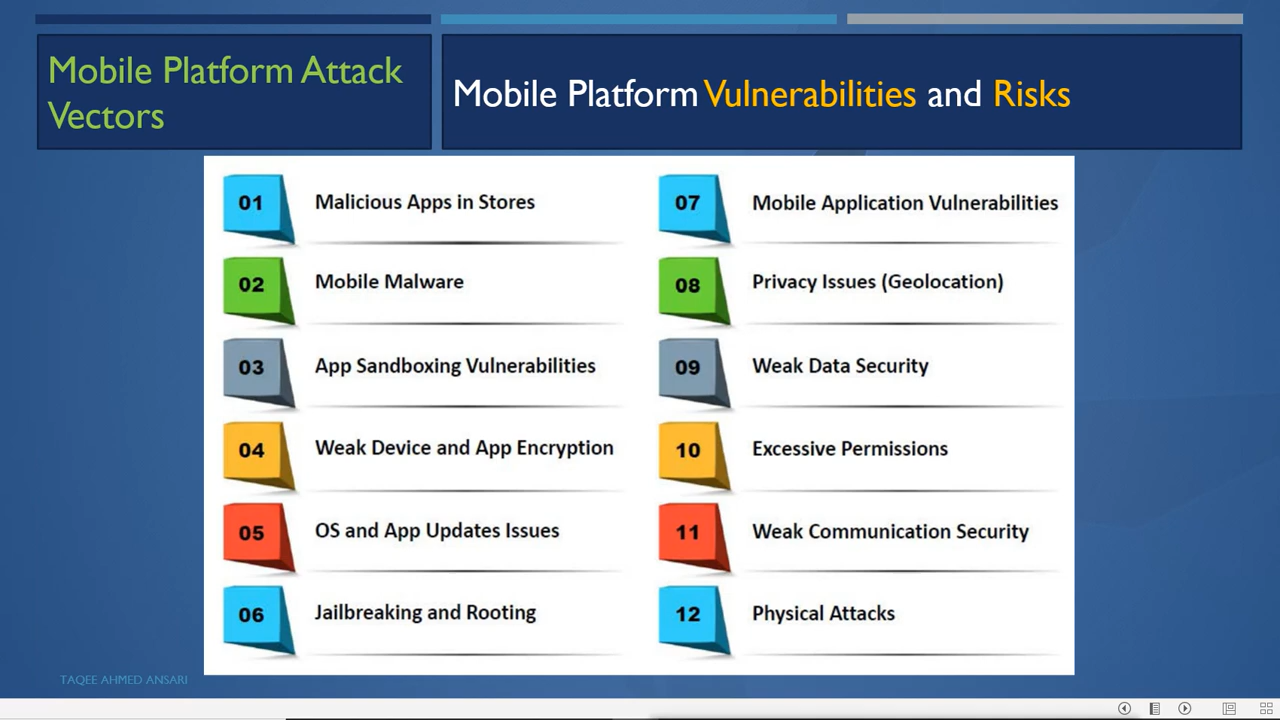 Mobile Platform Attack
Vectors
Mobile Platform Vulnerabilities and Risks
01 Malicious Apps in Stores
02 Mobile Malware
03 App Sandboxing Vulnerabilities
04 Weak Device and App Encryption
05 OS and App Updates Issues
06 Jailbreaking and Rooting
07 Mobile Application Vulnerabilities
08 Privacy Issues (Geolocation)
09 Weak Data Security
10 Excessive Permissions
11 Weak Communication Security
12 Physical Attacks
TAQEE AHMED ANSARI